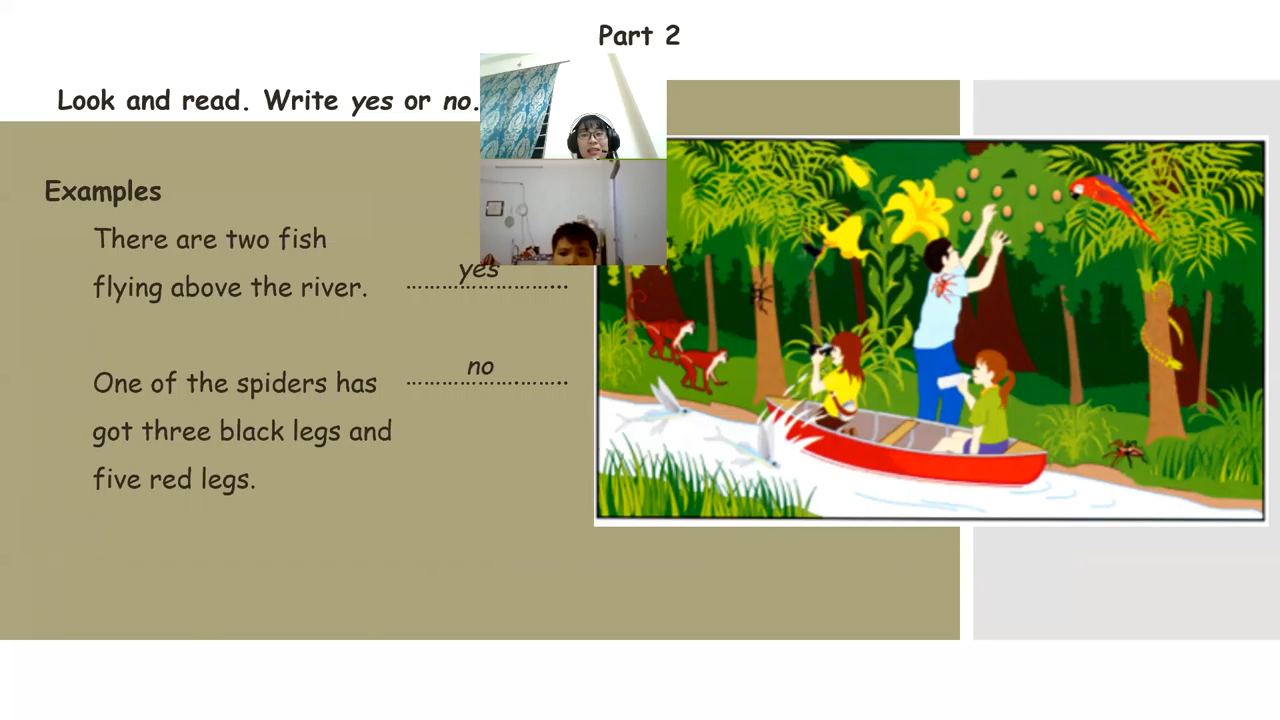 Part 2
Look and read. Write yes or no.
Examples
There are two fish
flying above the river.
yes
One of the spiders has
no
got three black legs and
five red legs.